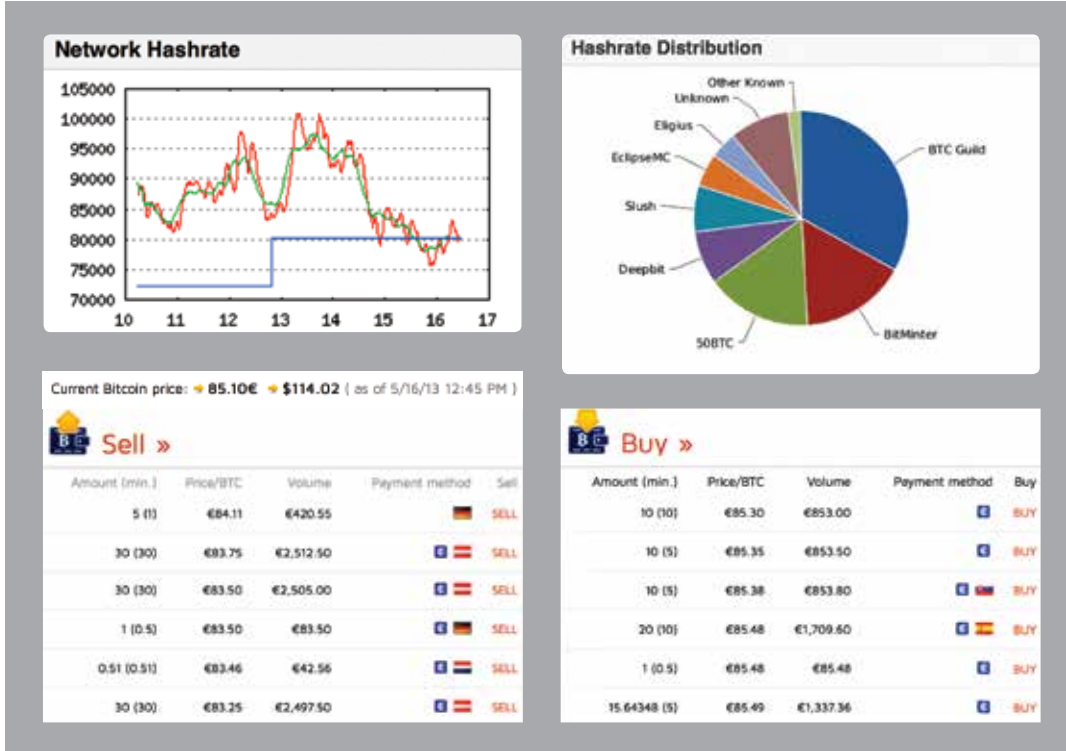 Network Hashrate
105000
100000
95000
90000
85000
80000
75000
70000
10 11 12 13 14 15 16 17
Hashrate Distribution
Other Known
Unknown
Eligius
EclipseMC
Slush
Deepbit
50BTC
BitMinter
BTC Guild
Current Bitcoin price: 85.10€ $114.02 ( as of 5/16/13 12:45 PM )
B
Sell »
Amount (min.) Price/BTC Volume Payment method Sell
5 (1) €84.11 €420.55 SELL
30 (30) €83.75 €2,512.50 € SELL
30 (30) €83.50 €2,505.00 € SELL
1 (0.5) €83.50 €83.50 € SELL
0.51 (0.51) €83.46 €42.56 € SELL
30 (30) €83.25 €2,497.50 € SELL
B
Buy »
Amount (min.) Price/BTC Volume Payment method Buy
10 (10) €85.30 €853.00 € BUY
10 (5) €85.35 €853.50 € BUY
10 (5) €85.38 €853.80 € BUY
20 (10) €85.48 €1,709.60 € BUY
1 (0.5) €85.48 €85.48 € BUY
15.64348 (5) €85.49 €1,337.36 € BUY